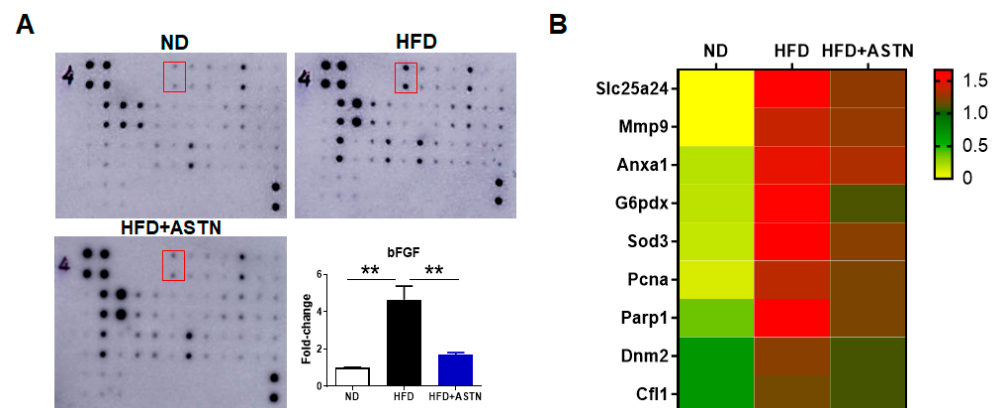 A
ND
HFD
4
4
HFD+ASTN
4
bFGF
**
**
Fold-change
6
4
2
0
ND
HFD
HFD+ASTN
B
ND
HFD
HFD+ASTN
Slc25a24
Mmp9
Anxa1
G6pdx
Sod3
Pcna
Parp1
Dnm2
Cfl1
1.5
1.0
0.5
0